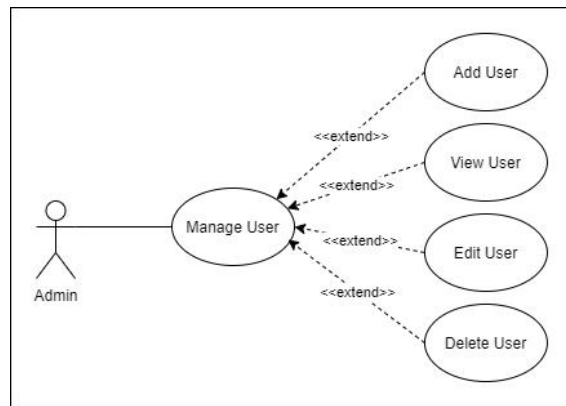 Add User
<<extend>>
View User
<<extend>>
Manage User
<<extend>>
Edit User
Admin
<<extend>>
Delete User